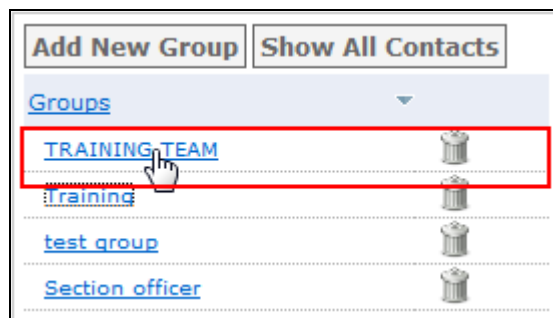 Add New Group Show All Contacts
Groups
TRAINING TEAM
Training
test group
Section officer